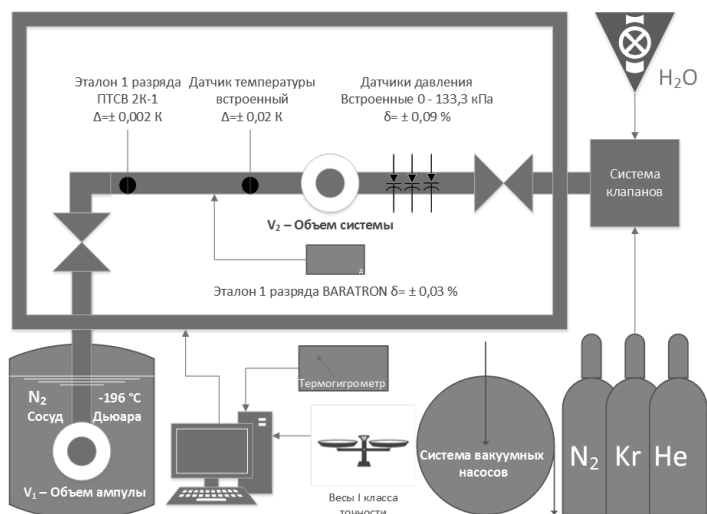 Эталон 1 разряда
ПТСВ 2К-1
Δ=± 0,002 К
Датчик температуры
встроенный
Δ=± 0,02 К
Датчики давления
Встроенные 0 - 133,3 кПа
δ= ± 0,09 %
H₂O
Система
клапанов
V₂ – Объем системы
Эталон 1 разряда BARATRON δ= ± 0,03 %
N₂ -196 °C
Сосуд Дьюара
V₁ – Объем ампулы
Термогигрометр
Весы I класса
точности
Система вакуумных
насосов
N₂ Kr He